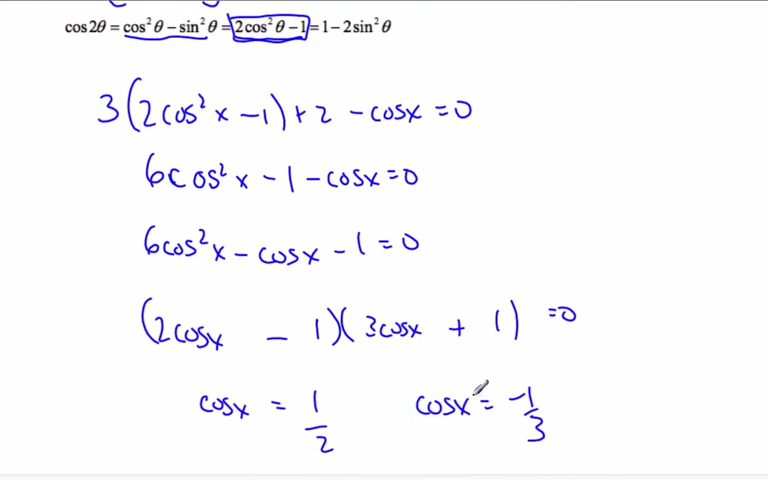 cos2θ = cos²θ − sin²θ = 2cos²θ − 1 = 1 − 2sin²θ
3(2cos²x − 1) + 2 − cosx = 0
6cos²x − 1 − cosx = 0
6cos²x − cosx − 1 = 0
(2cosx − 1)(3cosx + 1) = 0
cosx = 1/2 cosx = -1/3